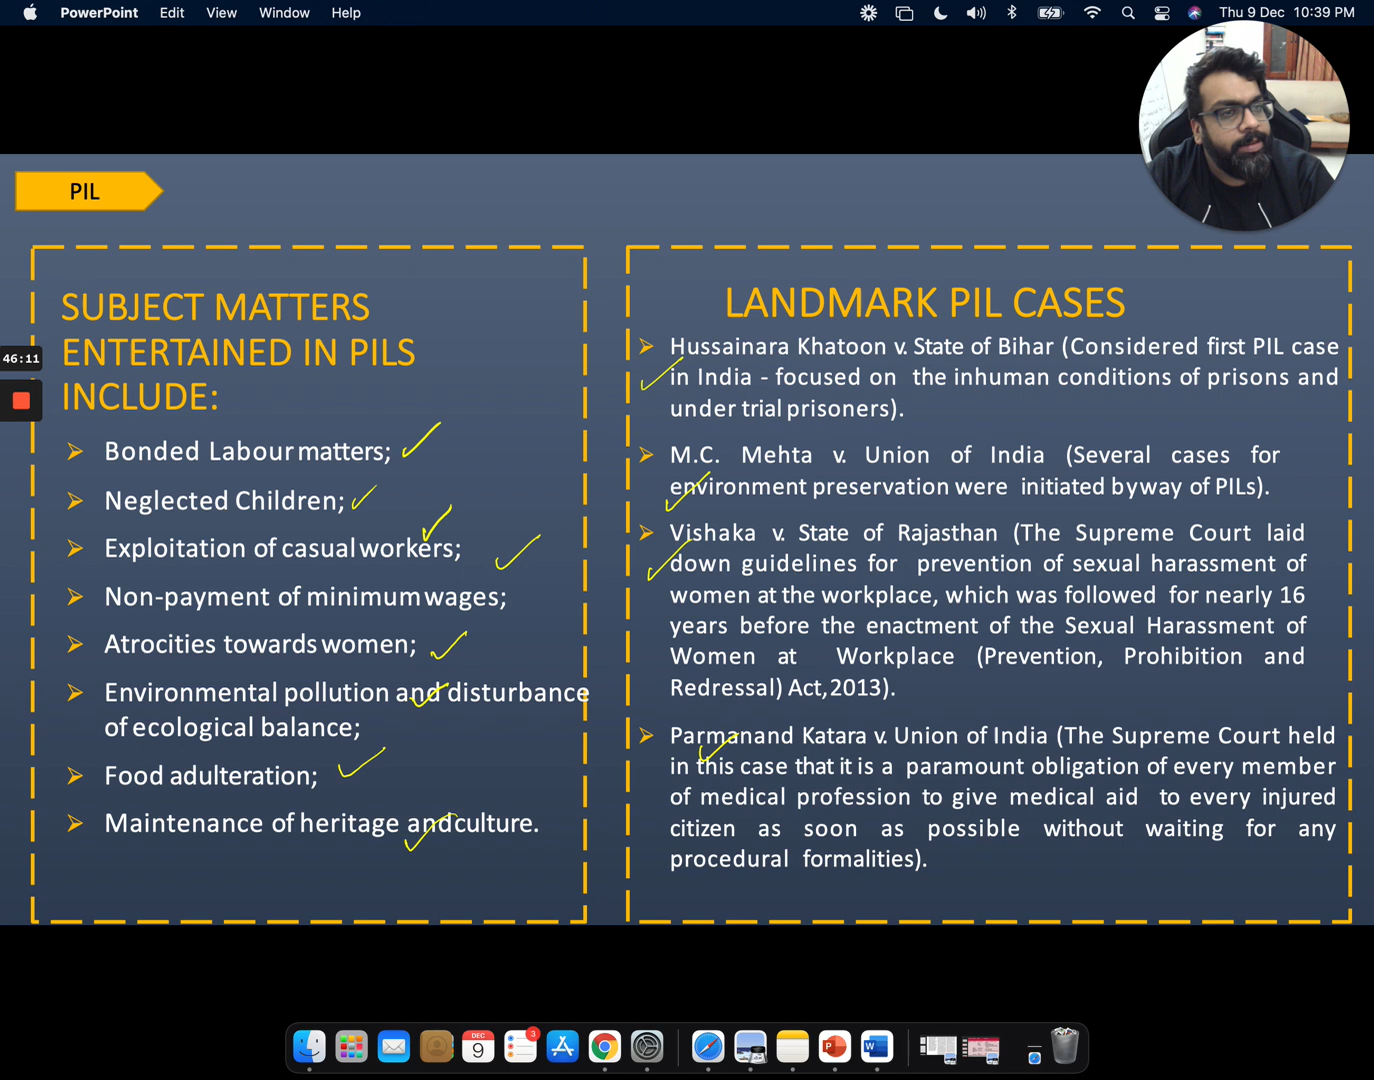 PowerPoint Edit View Window Help Thu 9 Dec 10:39 PM
PIL
SUBJECT MATTERS
ENTERTAINED IN PILS
INCLUDE:
46:11
Bonded Labour matters;
Neglected Children;
Exploitation of casual workers;
Non-payment of minimum wages;
Atrocities towards women;
Environmental pollution and disturbance
of ecological balance;
Food adulteration;
Maintenance of heritage and culture.
LANDMARK PIL CASES
Hussainara Khatoon v. State of Bihar (Considered first PIL case
in India - focused on the inhuman conditions of prisons and
under trial prisoners).
M.C. Mehta v. Union of India (Several cases for
environment preservation were initiated byway of PILs).
Vishaka v. State of Rajasthan (The Supreme Court laid
down guidelines for prevention of sexual harassment of
women at the workplace, which was followed for nearly 16
years before the enactment of the Sexual Harassment of
Women at Workplace (Prevention, Prohibition and
Redressal) Act,2013).
Parmanand Katara v. Union of India (The Supreme Court held
in this case that it is a paramount obligation of every member
of medical profession to give medical aid to every injured
citizen as soon as possible without waiting for any
procedural formalities).
DEC
9
3
P
W